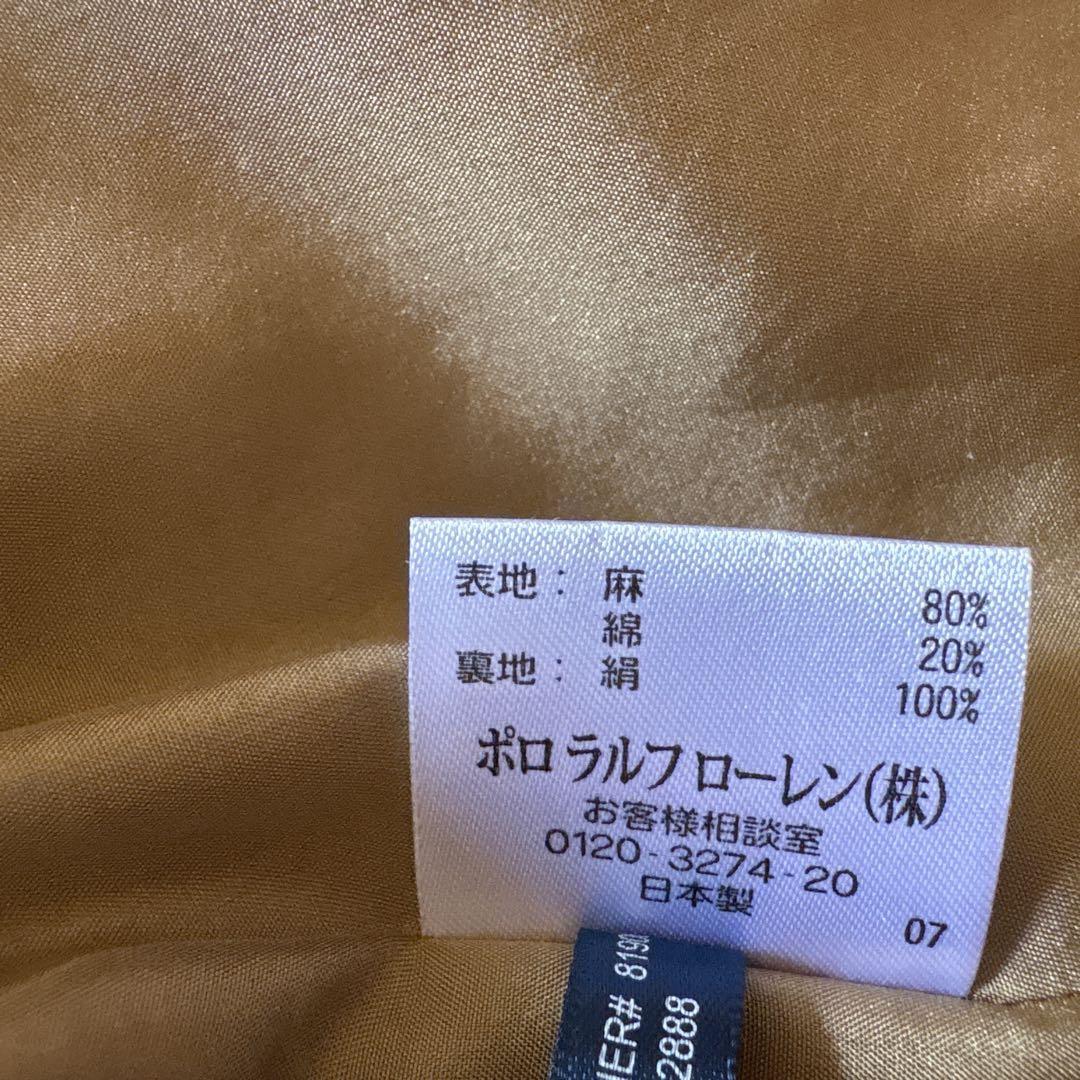 表地： 麻 80%
綿 20%
裏地： 絹 100%
ポロ ラルフ ローレン(株)
お客様相談室
0120-3274-20
日本製
07
2888